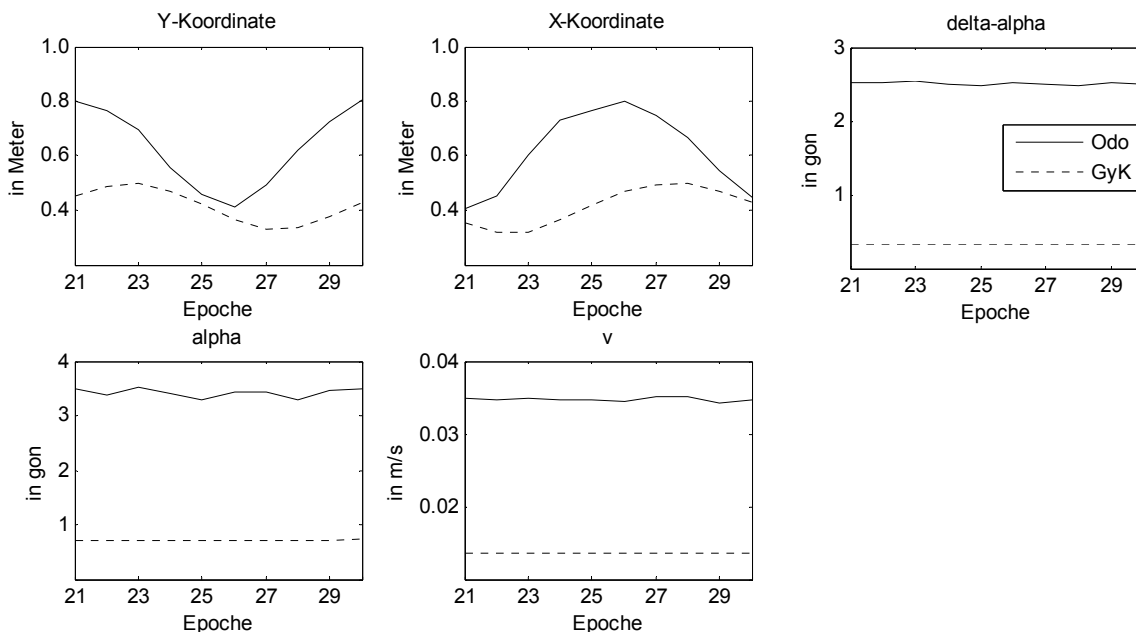 Y-Koordinate
1.0
0.8
0.6
0.4
in Meter
21 23 25 27 29
Epoche
X-Koordinate
1.0
0.8
0.6
0.4
in Meter
21 23 25 27 29
Epoche
delta-alpha
3
2
1
in gon
Odo
GyK
21 23 25 27 29
Epoche
alpha
4
3
2
1
in gon
21 23 25 27 29
Epoche
v
0.04
0.03
0.02
in m/s
21 23 25 27 29
Epoche